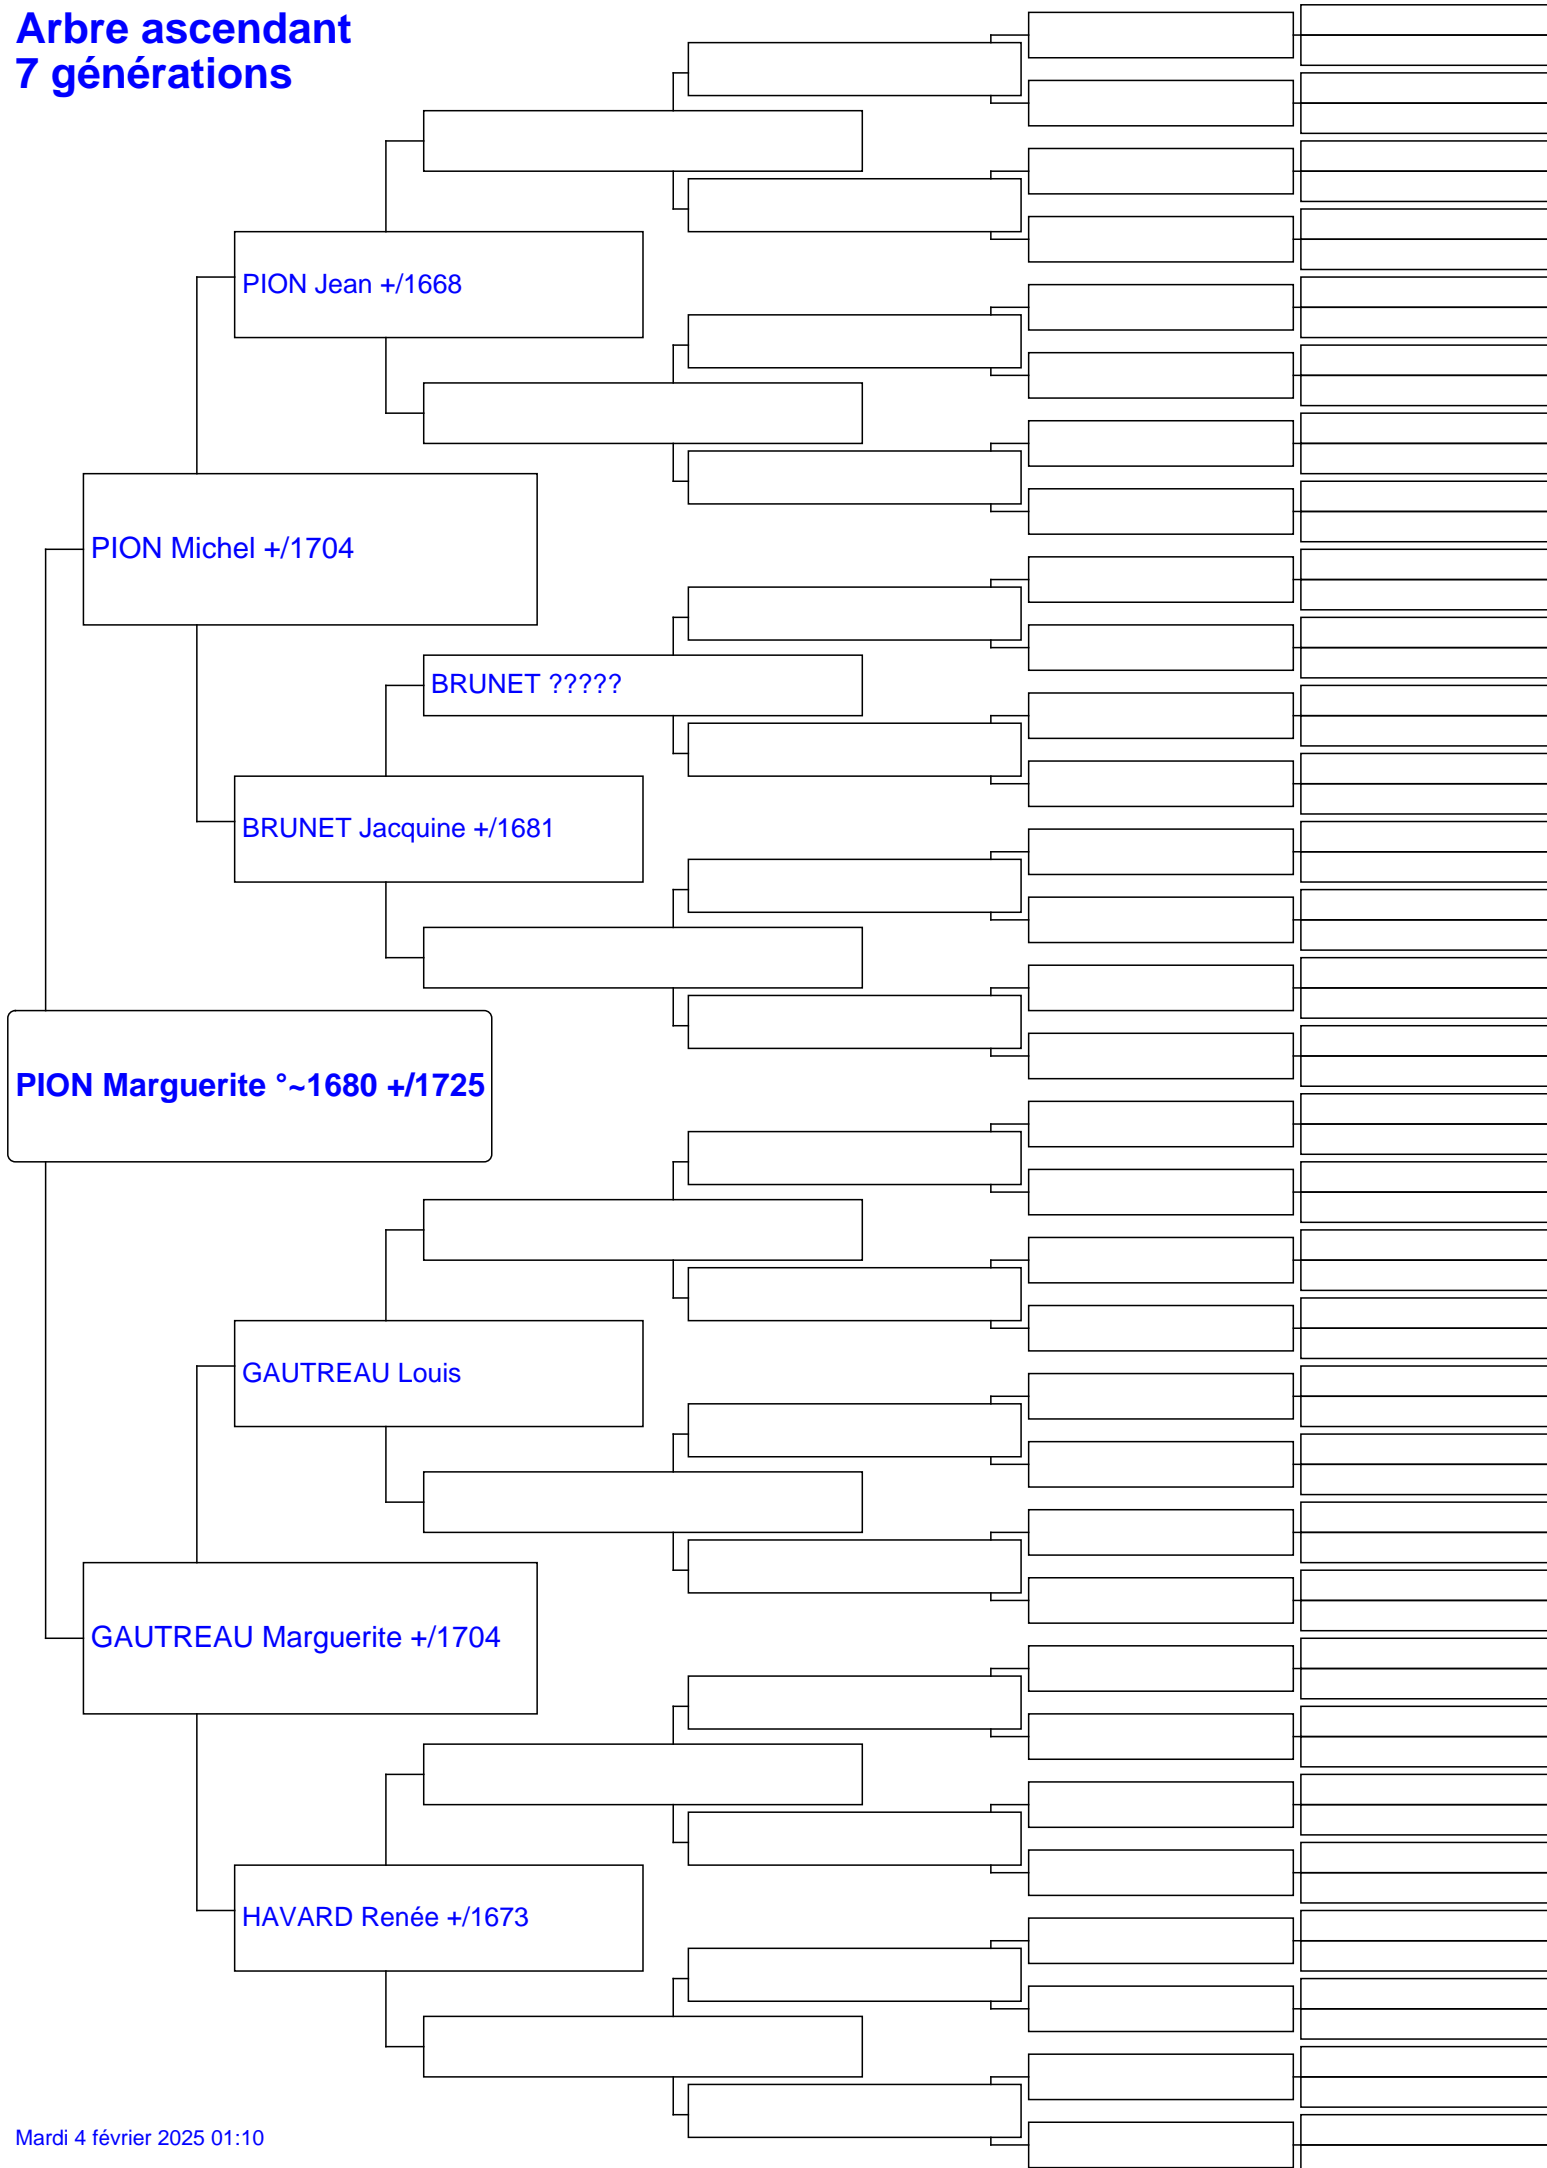 Arbre ascendant
7 générations
PION Jean +/1668
PION Michel +/1704
BRUNET ?????
BRUNET Jacquine +/1681
PION Marguerite °~1680 +/1725
GAUTREAU Louis
GAUTREAU Marguerite +/1704
HAVARD Renée +/1673
Mardi 4 février 2025 01:10